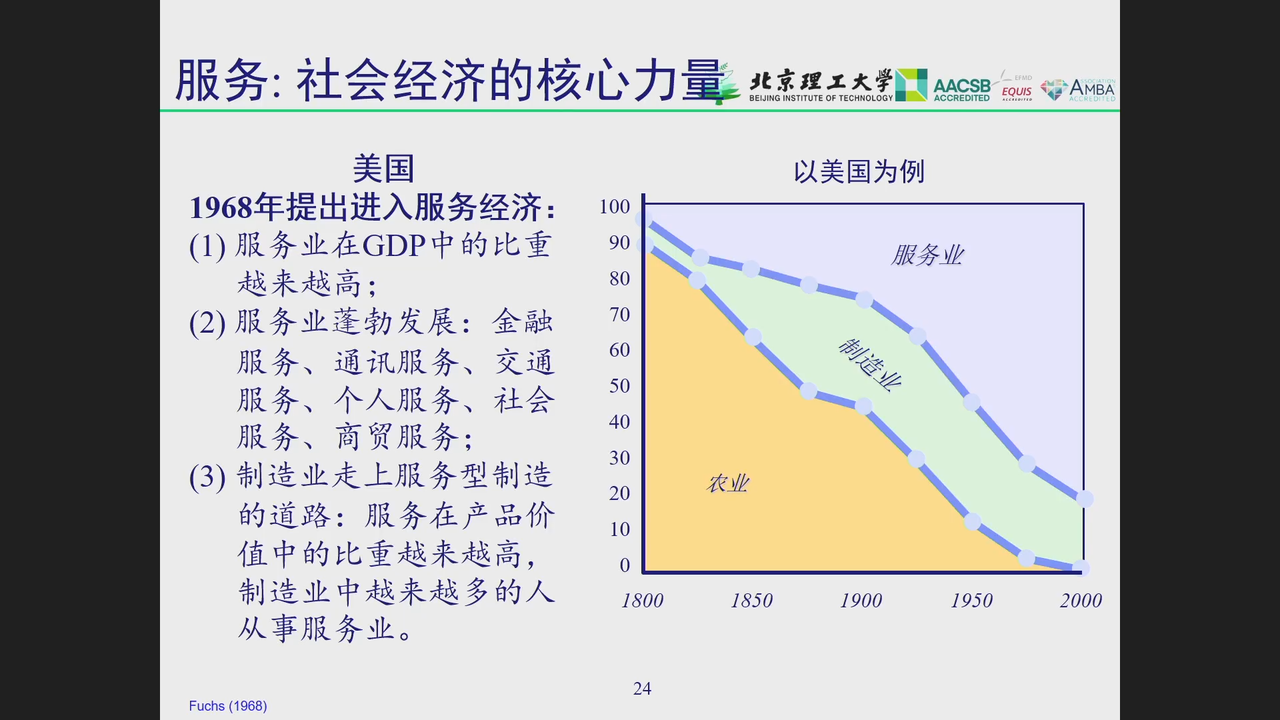 服务: 社会经济的核心力量
北京理工大学
BEIJING INSTITUTE OF TECHNOLOGY
AACSB
ACCREDITED
EFMD
EQUIS
ACCREDITED
ASSOCIATION
AMBA
ACCREDITED
美国
1968年提出进入服务经济：
(1) 服务业在GDP中的比重
越来越高；
(2) 服务业蓬勃发展：金融
服务、通讯服务、交通
服务、个人服务、社会
服务、商贸服务；
(3) 制造业走上服务型制造
的道路：服务在产品价
值中的比重越来越高，
制造业中越来越多的人
从事服务业。
以美国为例
100
90
80
70
60
50
40
30
20
10
0
服务业
制造业
农业
1800 1850 1900 1950 2000
24
Fuchs (1968)